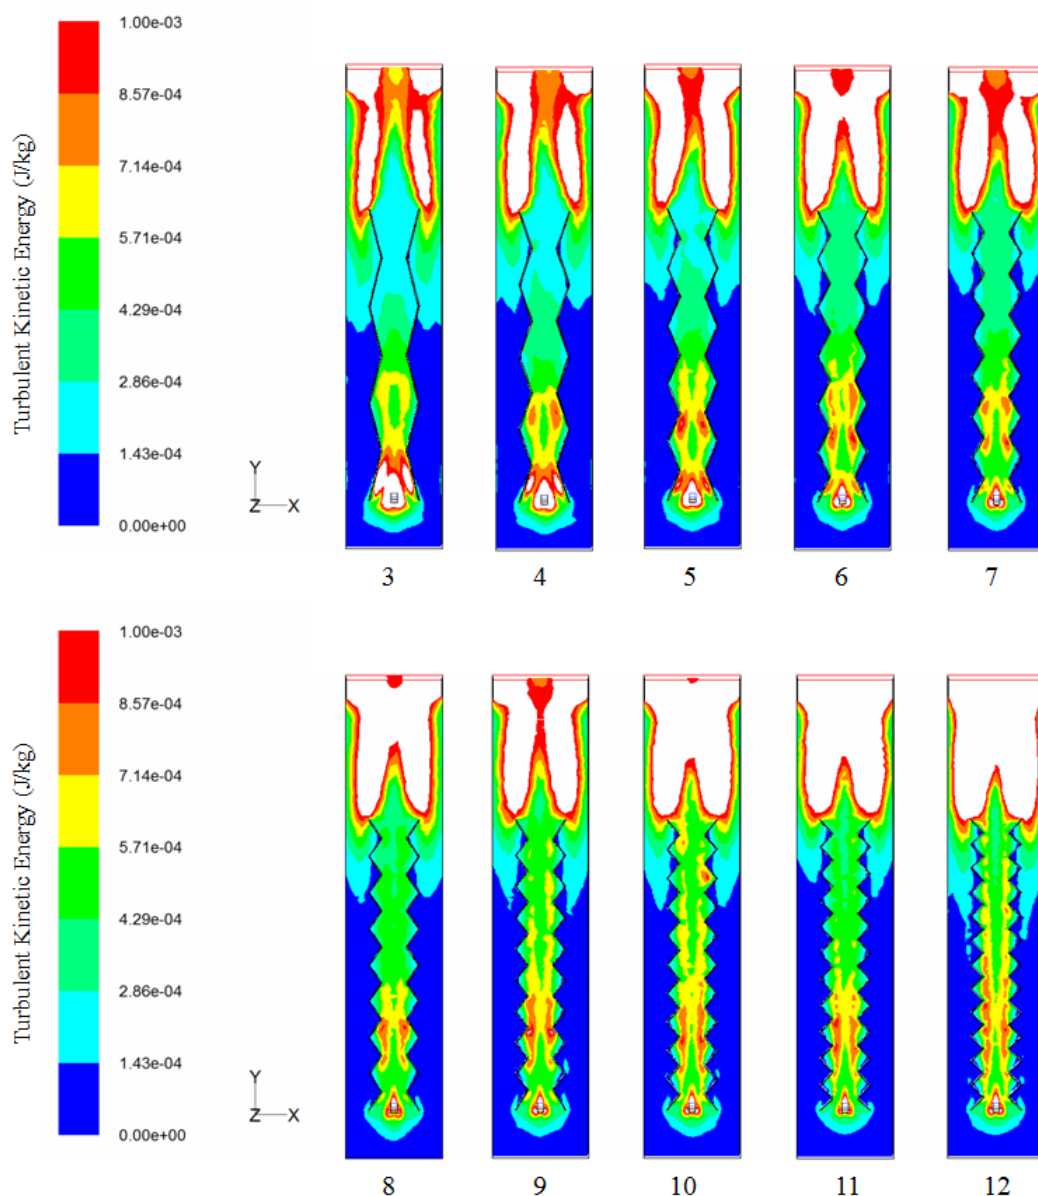 Turbulent Kinetic Energy (J/kg)
1.00e-03
8.57e-04
7.14e-04
5.71e-04
4.29e-04
2.86e-04
1.43e-04
0.00e+00
Y
Z X
3 4 5 6 7
Turbulent Kinetic Energy (J/kg)
1.00e-03
8.57e-04
7.14e-04
5.71e-04
4.29e-04
2.86e-04
1.43e-04
0.00e+00
Y
Z X
8 9 10 11 12